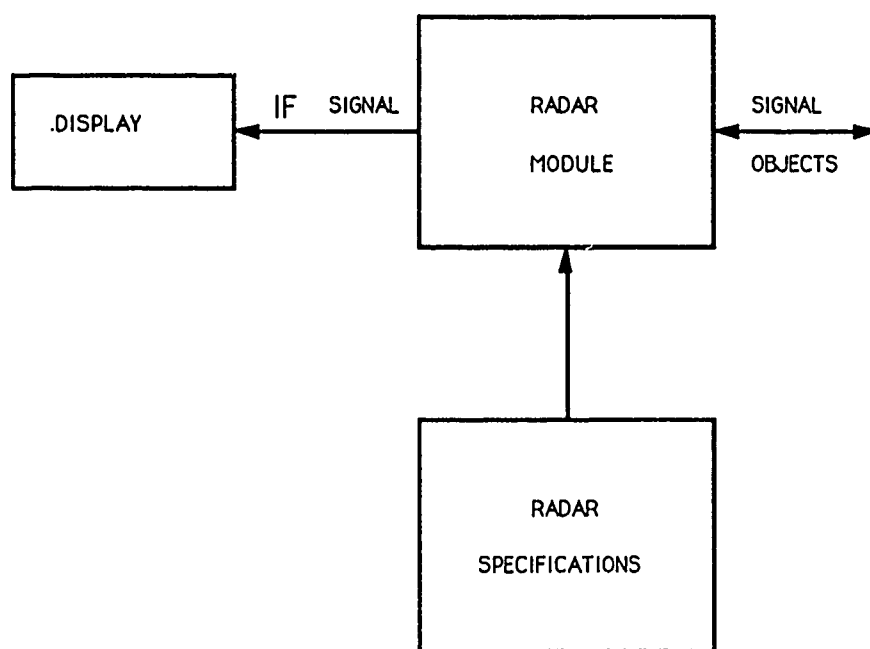 .DISPLAY
IF SIGNAL
RADAR
MODULE
SIGNAL
OBJECTS
RADAR
SPECIFICATIONS